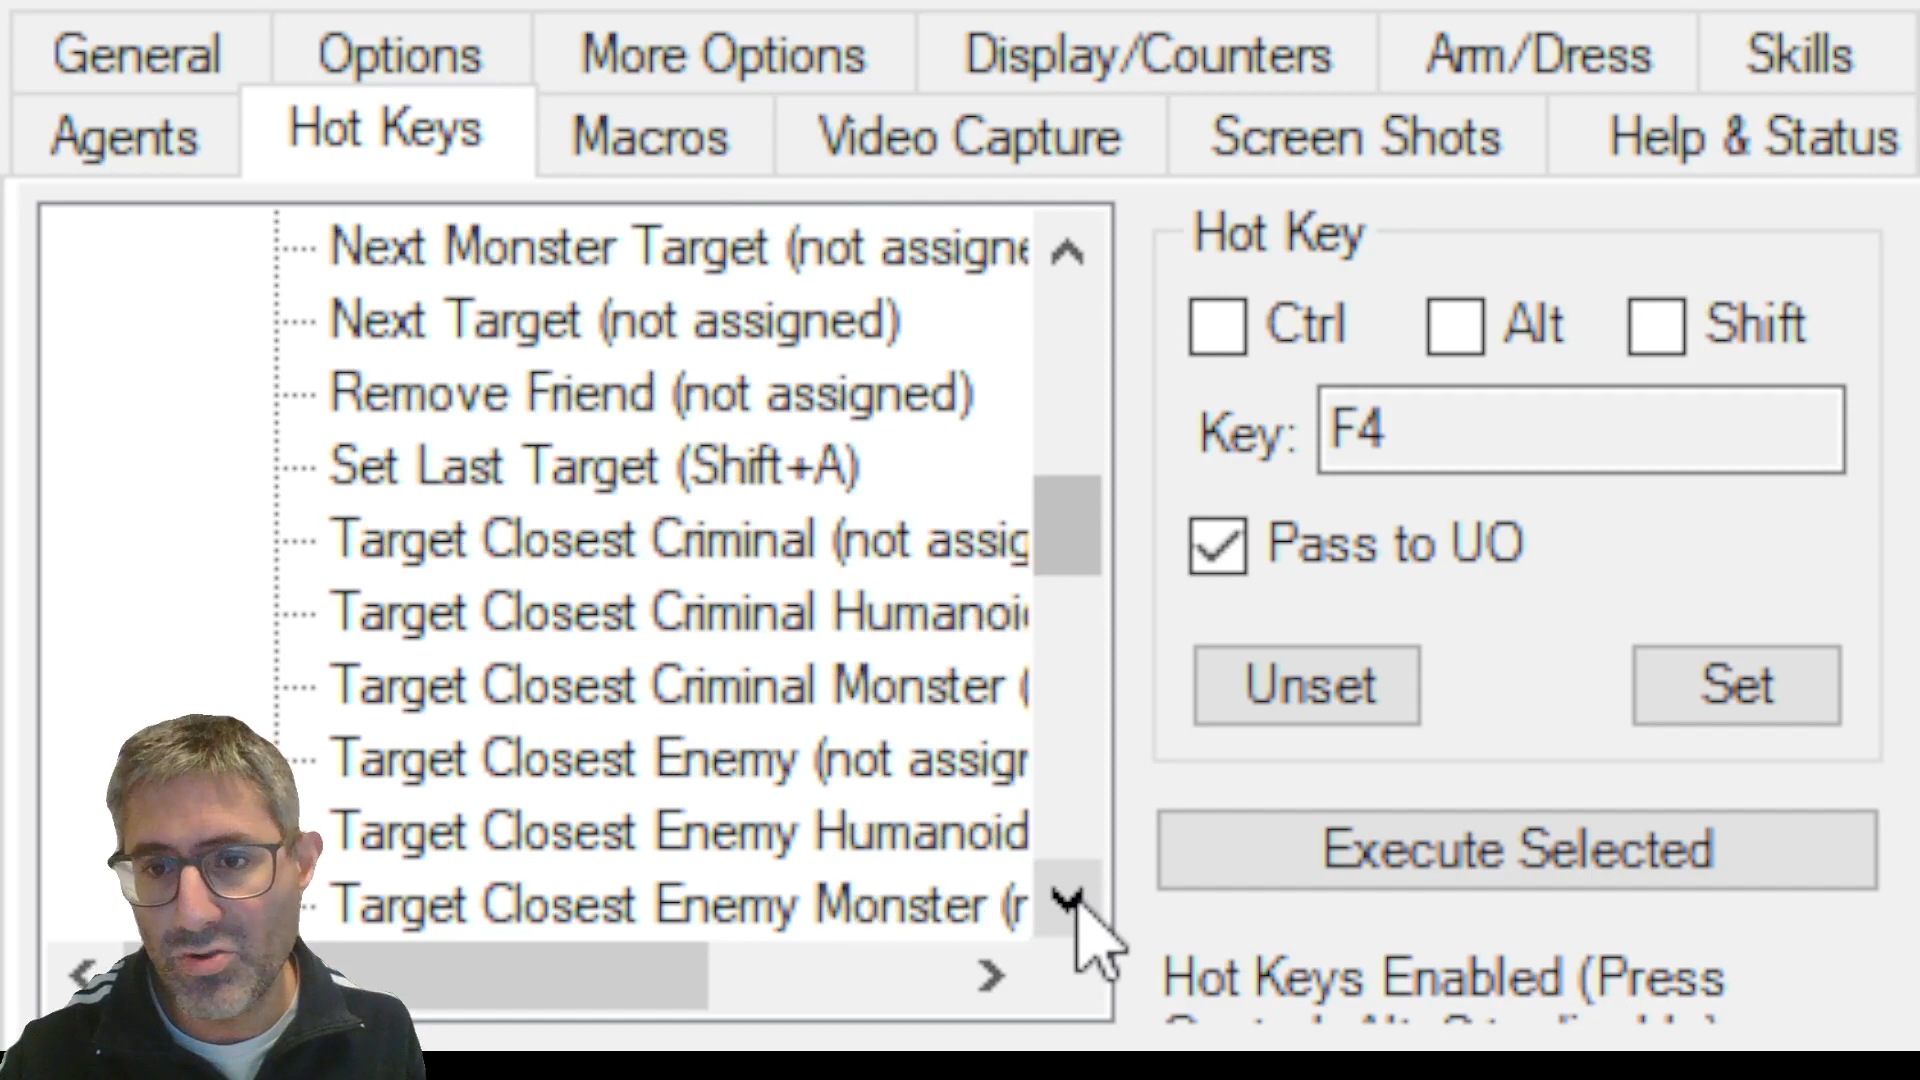 General Options More Options Display/Counters Arm/Dress Skills
Agents Hot Keys Macros Video Capture Screen Shots Help & Status
Next Monster Target (not assigne
Next Target (not assigned)
Remove Friend (not assigned)
Set Last Target (Shift+A)
Target Closest Criminal (not assig
Target Closest Criminal Humanoi
Target Closest Criminal Monster (
Target Closest Enemy (not assigr
Target Closest Enemy Humanoid
Target Closest Enemy Monster (r
Hot Key
Ctrl Alt Shift
Key: F4
Pass to UO
Unset Set
Execute Selected
Hot Keys Enabled (Press